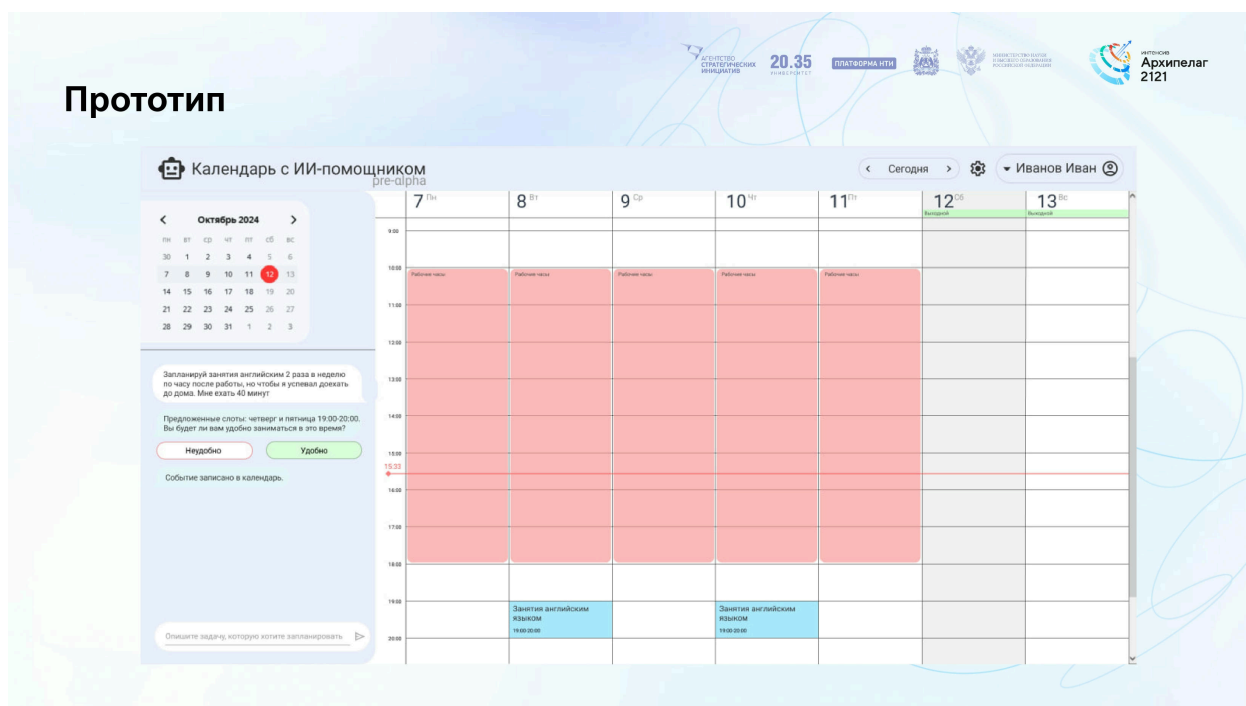 АГЕНТСТВО
СТРАТЕГИЧЕСКИХ
ИНИЦИАТИВ
20.35
УНИВЕРСИТЕТ
ПЛАТФОРМА НТИ
МИНИСТЕРСТВО НАУКИ
И ВЫСШЕГО ОБРАЗОВАНИЯ
РОССИЙСКОЙ ФЕДЕРАЦИИ
ИНТЕНСИВ
Архипелаг
2121
Прототип
Календарь с ИИ-помощником
pre-alpha
Сегодня
Иванов Иван
Октябрь 2024
пн вт ср чт пт сб вс
30 1 2 3 4 5 6
7 8 9 10 11 12 13
14 15 16 17 18 19 20
21 22 23 24 25 26 27
28 29 30 31 1 2 3
Запланируй занятия английским 2 раза в неделю
по часу после работы, но чтобы я успевал доехать
до дома. Мне ехать 40 минут
Предложенные слоты: четверг и пятница 19:00-20:00.
Вы будет ли вам удобно заниматься в это время?
Неудобно Удобно
Событие записано в календарь.
Опишите задачу, которую хотите запланировать
7 Пн 8 Вт 9 Ср 10 Чт 11 Пт 12 Сб 13 Вс
Выходной Выходной
9:00
10:00
Рабочие часы Рабочие часы Рабочие часы Рабочие часы Рабочие часы
11:00
12:00
13:00
14:00
15:00
15:33
16:00
17:00
18:00
19:00
Занятия английским
языком
19:00-20:00
Занятия английским
языком
19:00-20:00
20:00